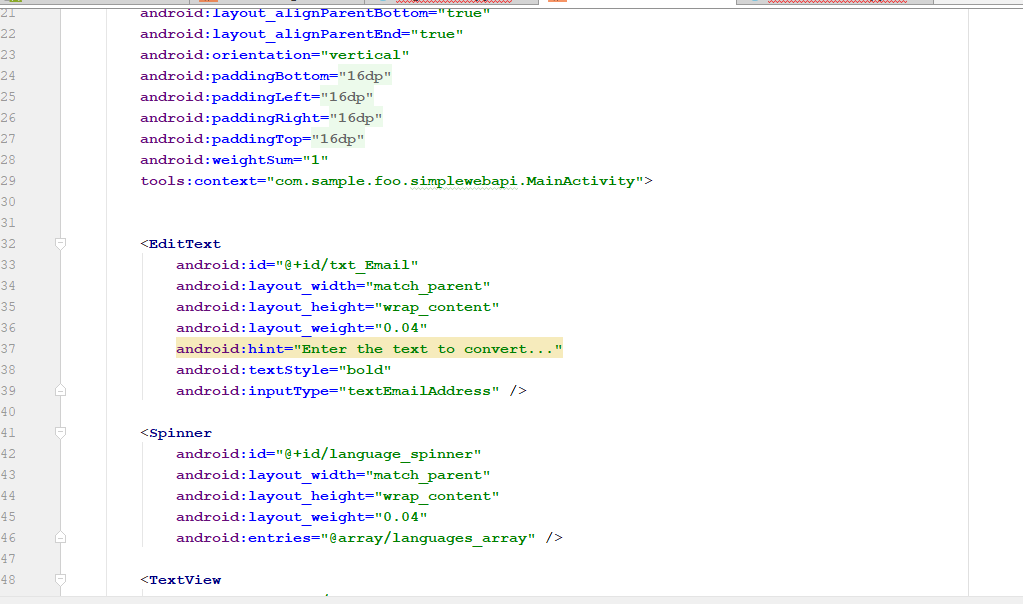 21 android:layout_alignParentBottom="true"
22 android:layout_alignParentEnd="true"
23 android:orientation="vertical"
24 android:paddingBottom="16dp"
25 android:paddingLeft="16dp"
26 android:paddingRight="16dp"
27 android:paddingTop="16dp"
28 android:weightSum="1"
29 tools:context="com.sample.foo.simplewebapi.MainActivity">
30
31
32 <EditText
33 android:id="@+id/txt_Email"
34 android:layout_width="match_parent"
35 android:layout_height="wrap_content"
36 android:layout_weight="0.04"
37 android:hint="Enter the text to convert..."
38 android:textStyle="bold"
39 android:inputType="textEmailAddress" />
40
41 <Spinner
42 android:id="@+id/language_spinner"
43 android:layout_width="match_parent"
44 android:layout_height="wrap_content"
45 android:layout_weight="0.04"
46 android:entries="@array/languages_array" />
47
48 <TextView